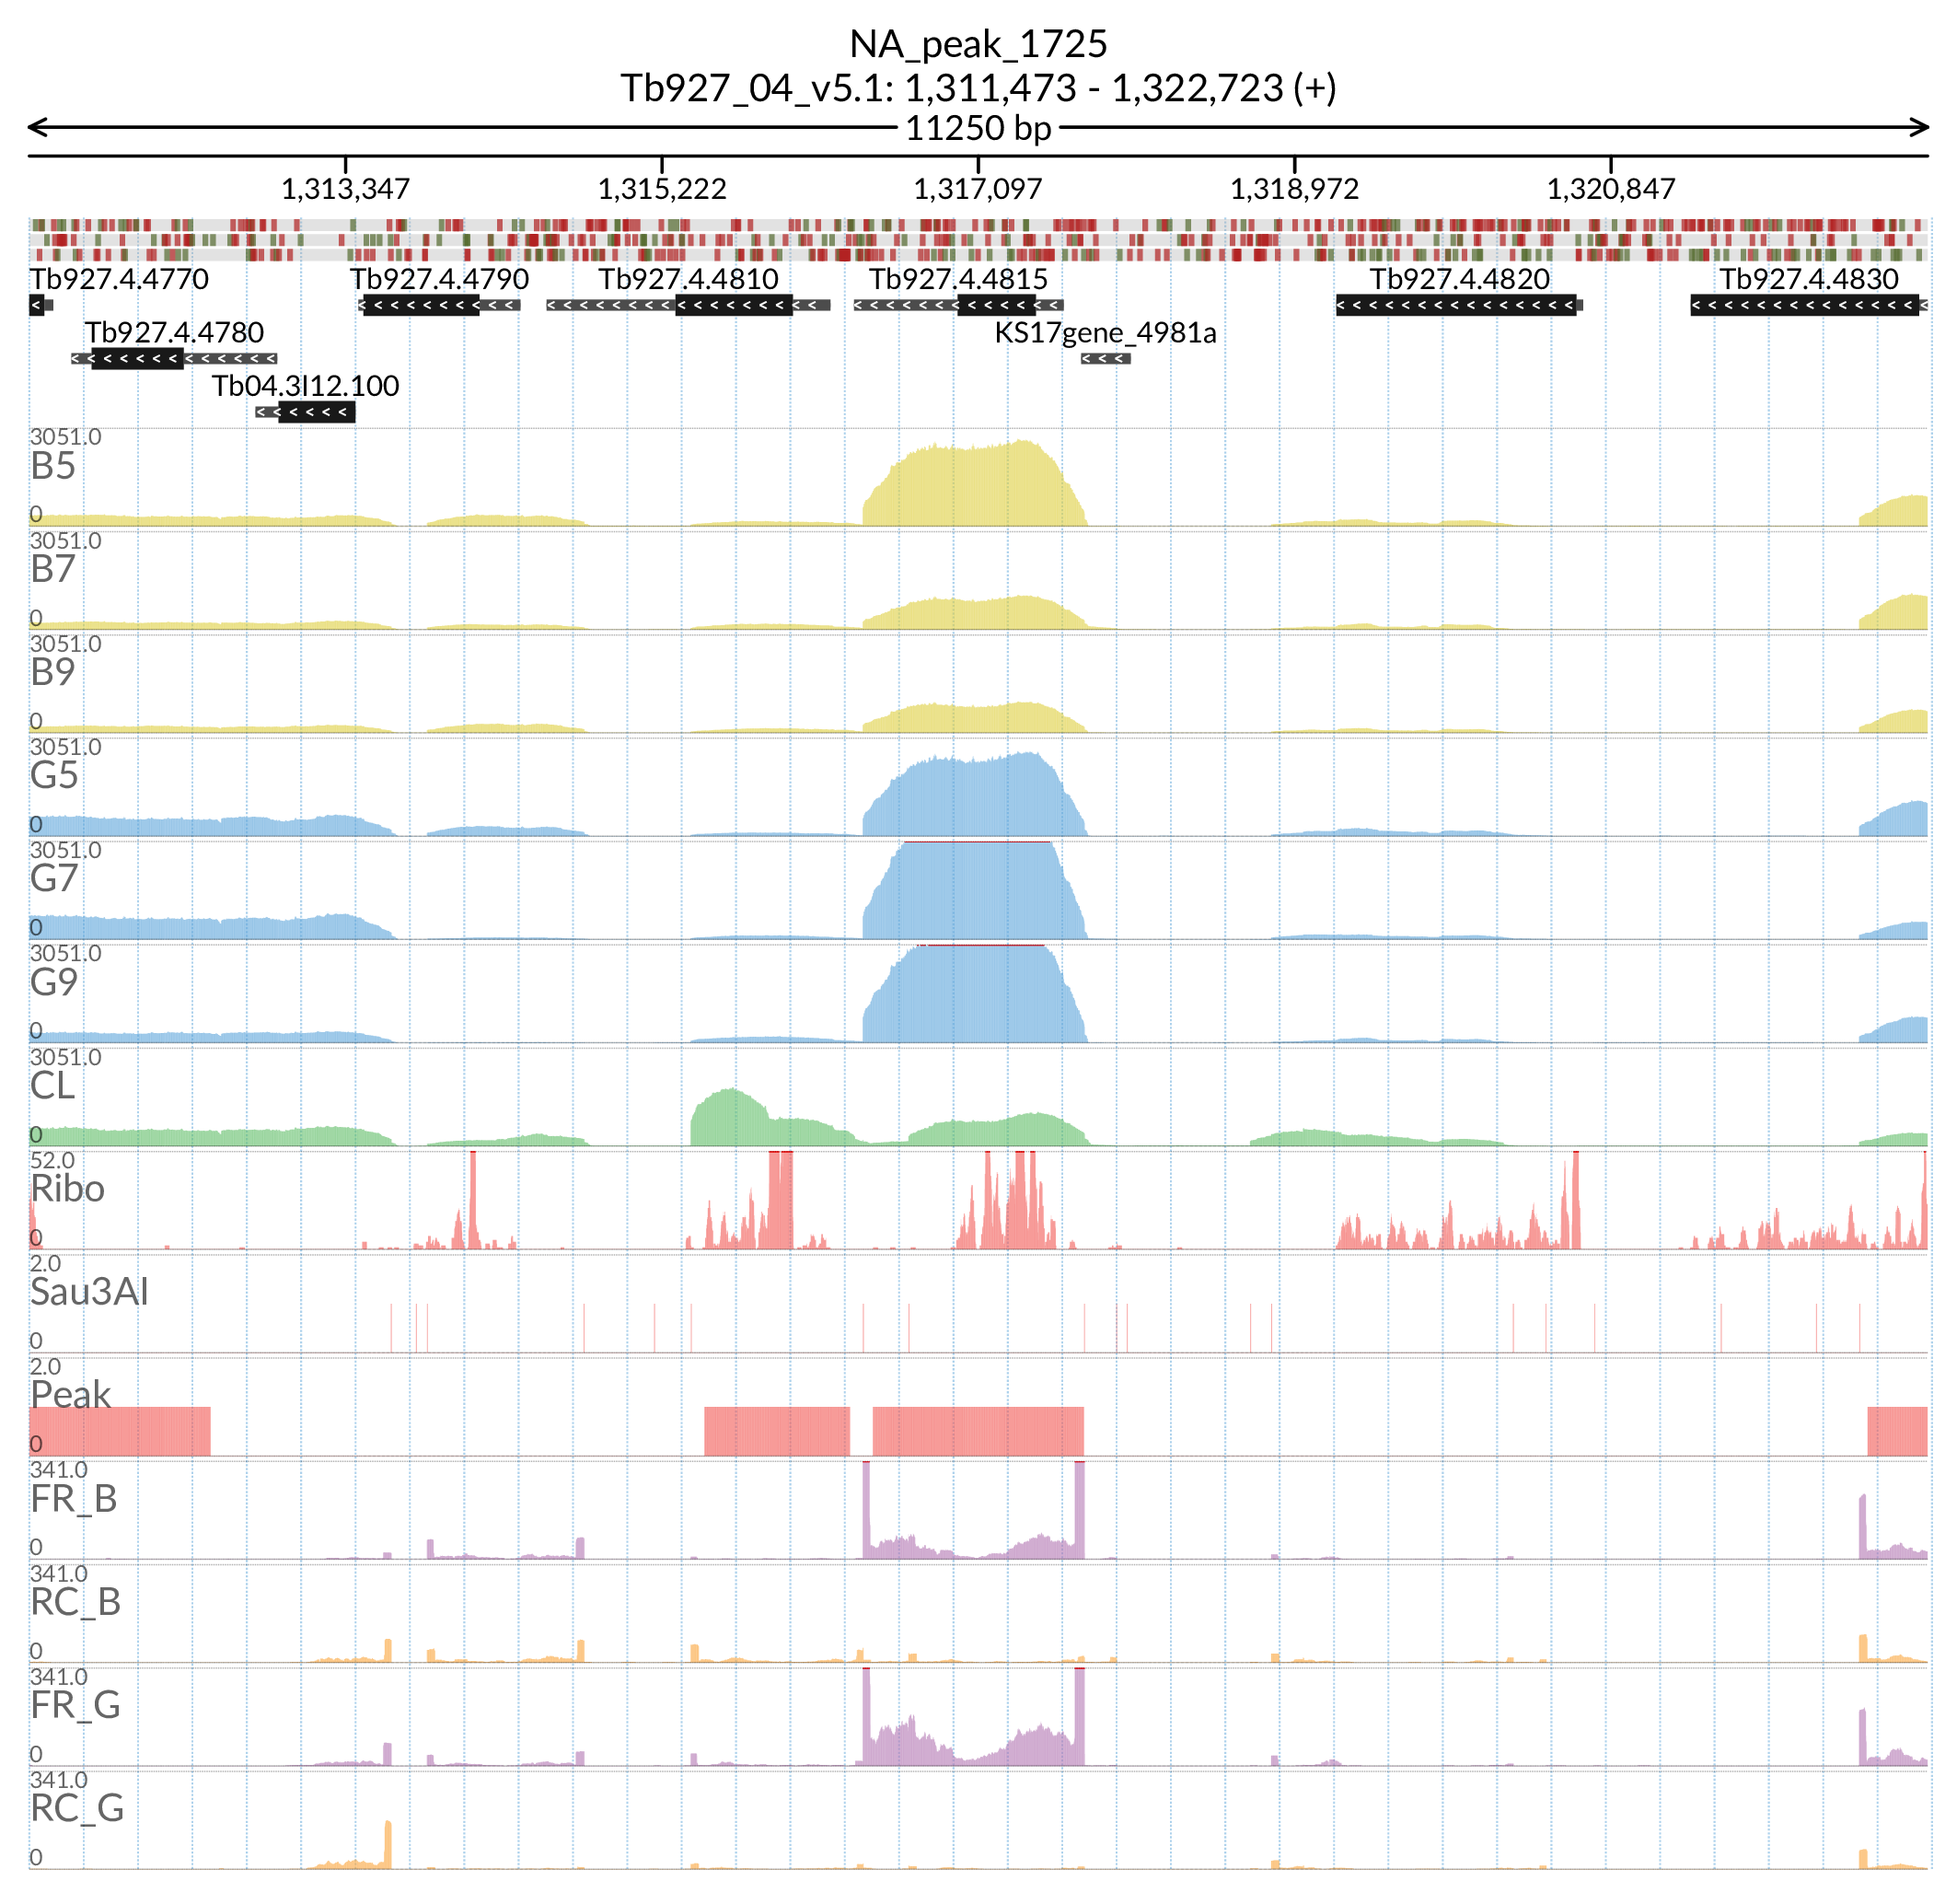 NA_peak_1725
Tb927_04_v5.1: 1,311,473 - 1,322,723 (+)
11250 bp
1,313,347 1,315,222 1,317,097 1,318,972 1,320,847
Tb927.4.4770 Tb927.4.4790 Tb927.4.4810 Tb927.4.4815 Tb927.4.4820 Tb927.4.4830
Tb927.4.4780 KS17gene_4981a
Tb04.3I12.100
3051.0
B5
0
3051.0
B7
0
3051.0
B9
0
3051.0
G5
0
3051.0
G7
0
3051.0
G9
0
3051.0
CL
0
52.0
Ribo
0
2.0
Sau3AI
0
2.0
Peak
0
341.0
FR_B
0
341.0
RC_B
0
341.0
FR_G
0
341.0
RC_G
0